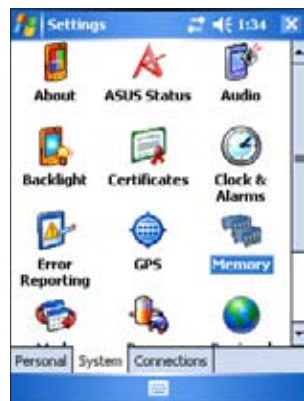 Settings 1:34
About ASUS Status Audio
Backlight Certificates Clock &
Alarms
Error GPS Memory
Reporting
Personal System Connections